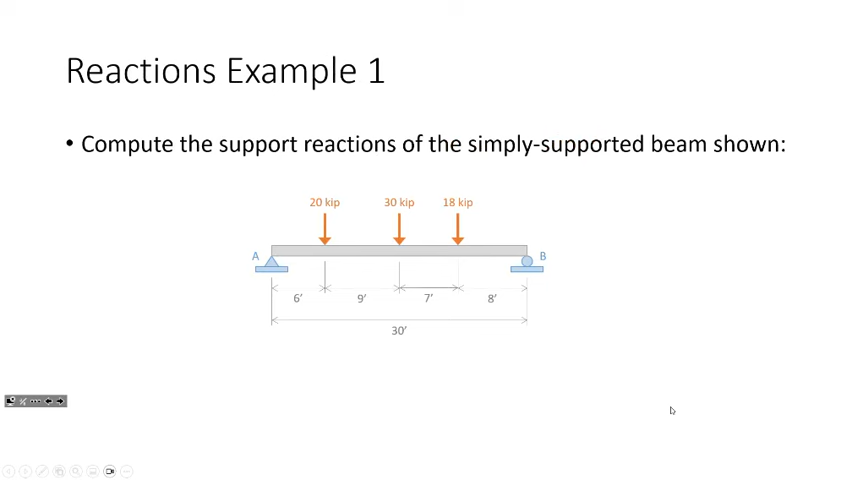 Reactions Example 1
• Compute the support reactions of the simply-supported beam shown:
20 kip 30 kip 18 kip
A B
6′ 9′ 7′ 8′
30′